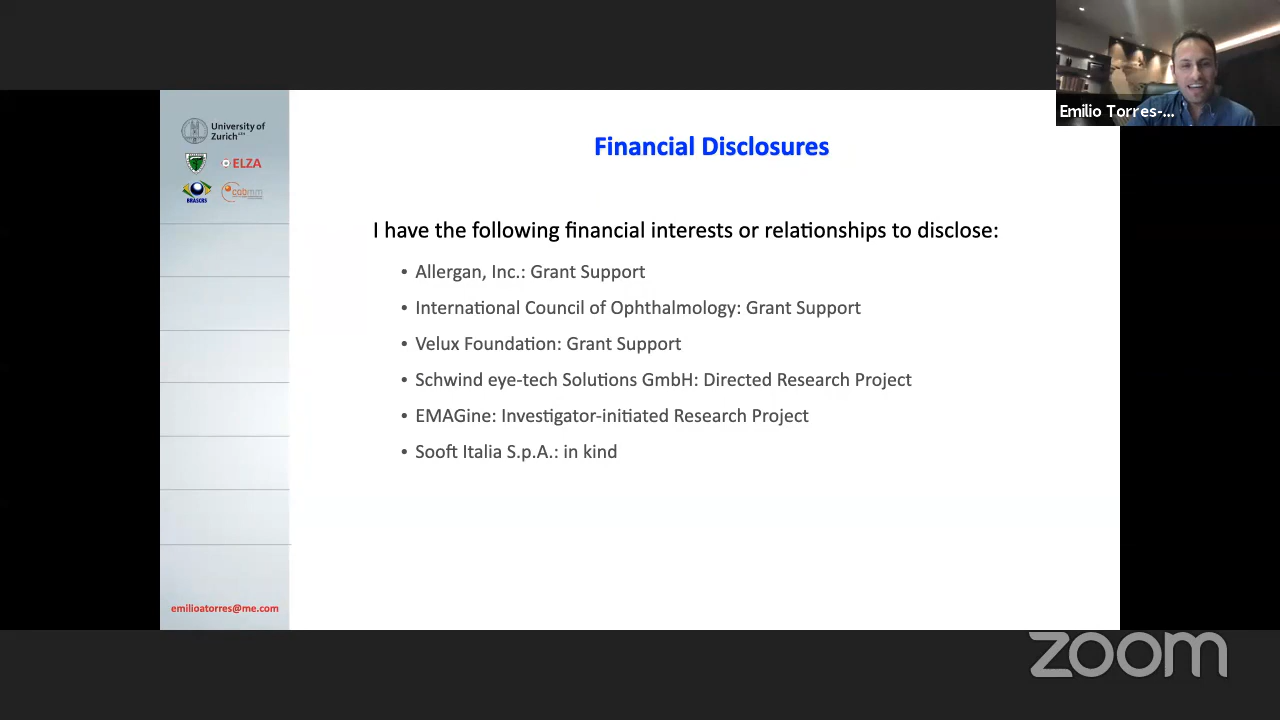 Emilio Torres-...
University of
Zurich
ELZA
BRASCRS
cabmm
Financial Disclosures
I have the following financial interests or relationships to disclose:
• Allergan, Inc.: Grant Support
• International Council of Ophthalmology: Grant Support
• Velux Foundation: Grant Support
• Schwind eye-tech Solutions GmbH: Directed Research Project
• EMAGine: Investigator-initiated Research Project
• Sooft Italia S.p.A.: in kind
emilioatorres@me.com
zoom